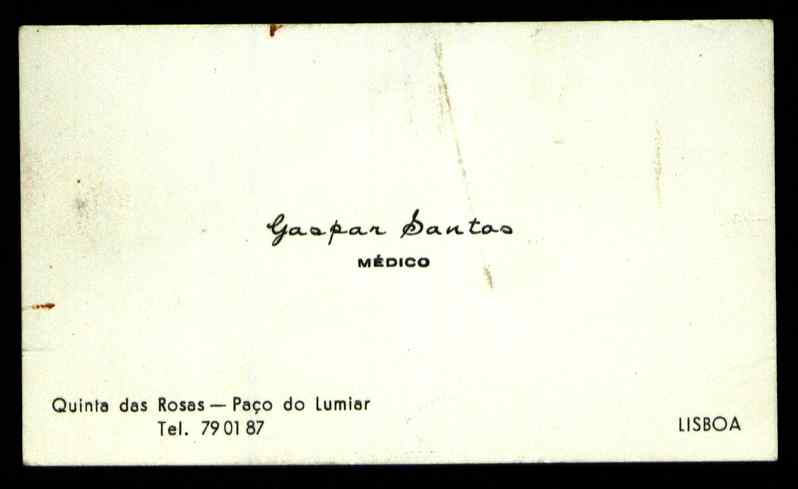 Gaspar Santos
MÉDICO
Quinta das Rosas — Paço do Lumiar
Tel. 79 01 87
LISBOA